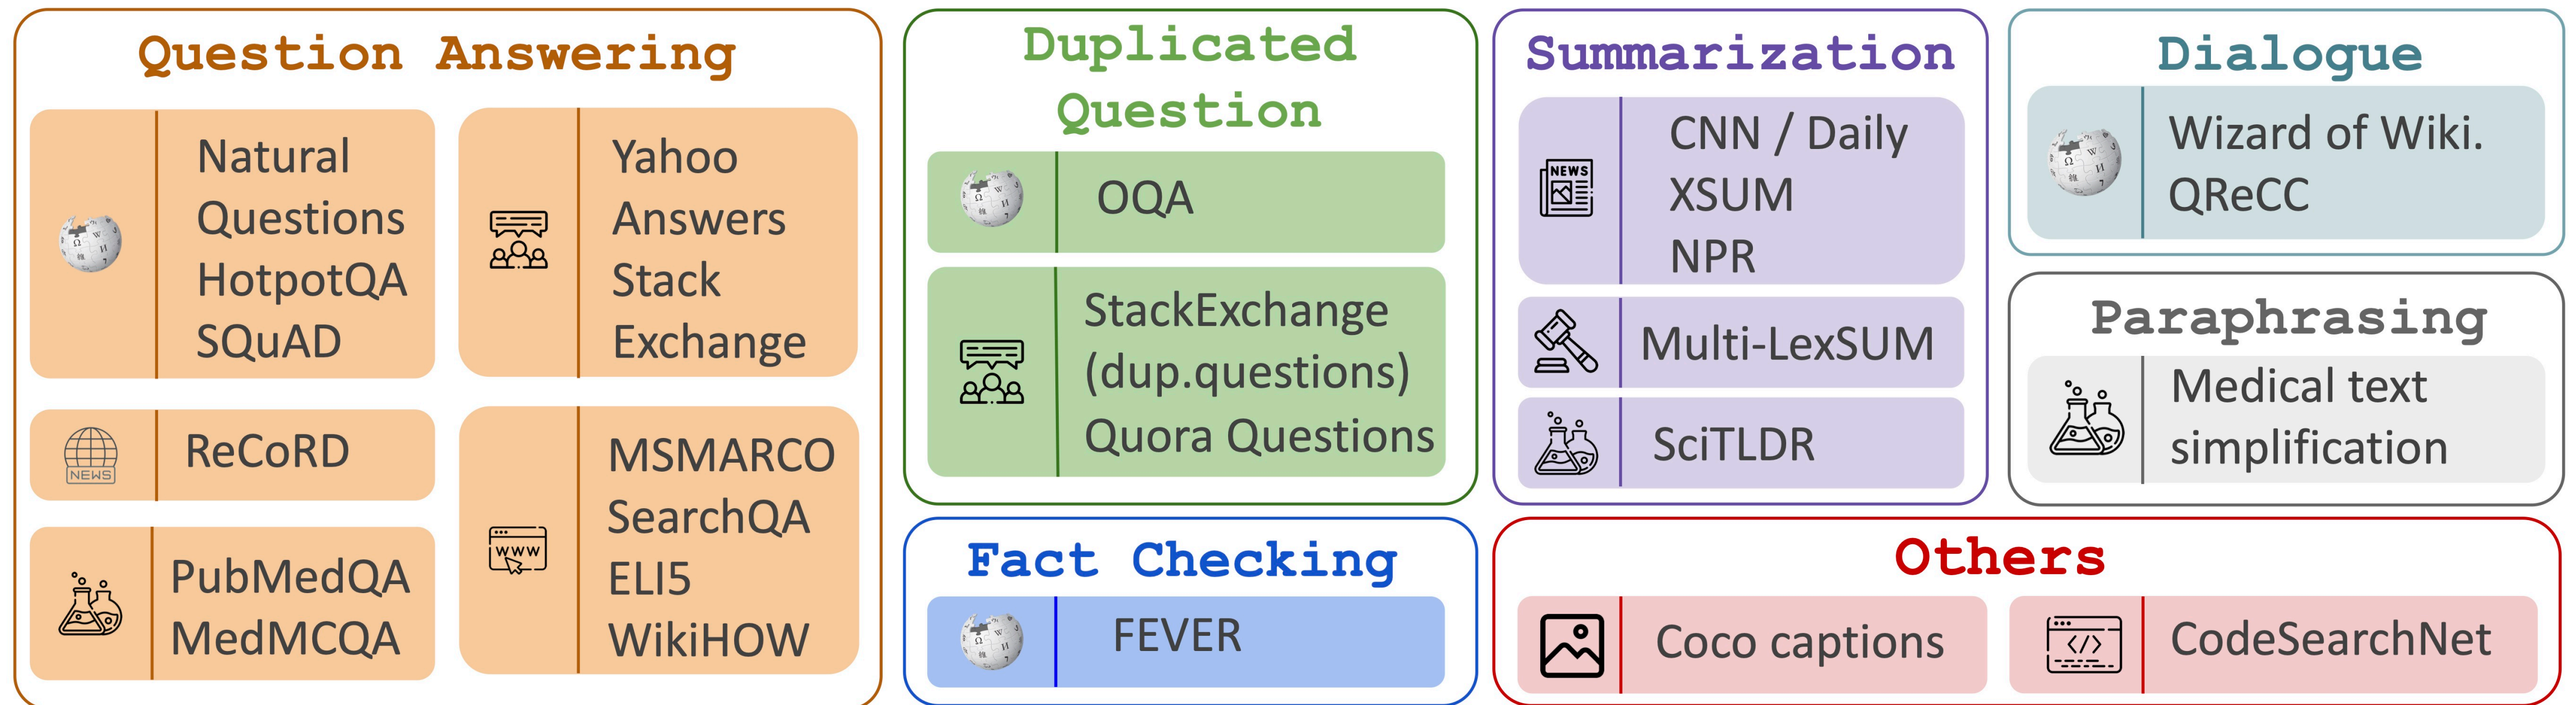 Question Answering
Natural
Questions
HotpotQA
SQuAD
Yahoo
Answers
Stack
Exchange
NEWS
ReCoRD
PubMedQA
MedMCQA
WWW
MSMARCO
SearchQA
ELI5
WikiHOW
Duplicated
Question
OQA
StackExchange
(dup.questions)
Quora Questions
Fact Checking
FEVER
Summarization
NEWS
CNN / Daily
XSUM
NPR
Multi-LexSUM
SciTLDR
Dialogue
Wizard of Wiki.
QReCC
Paraphrasing
Medical text
simplification
Others
Coco captions
</>
CodeSearchNet